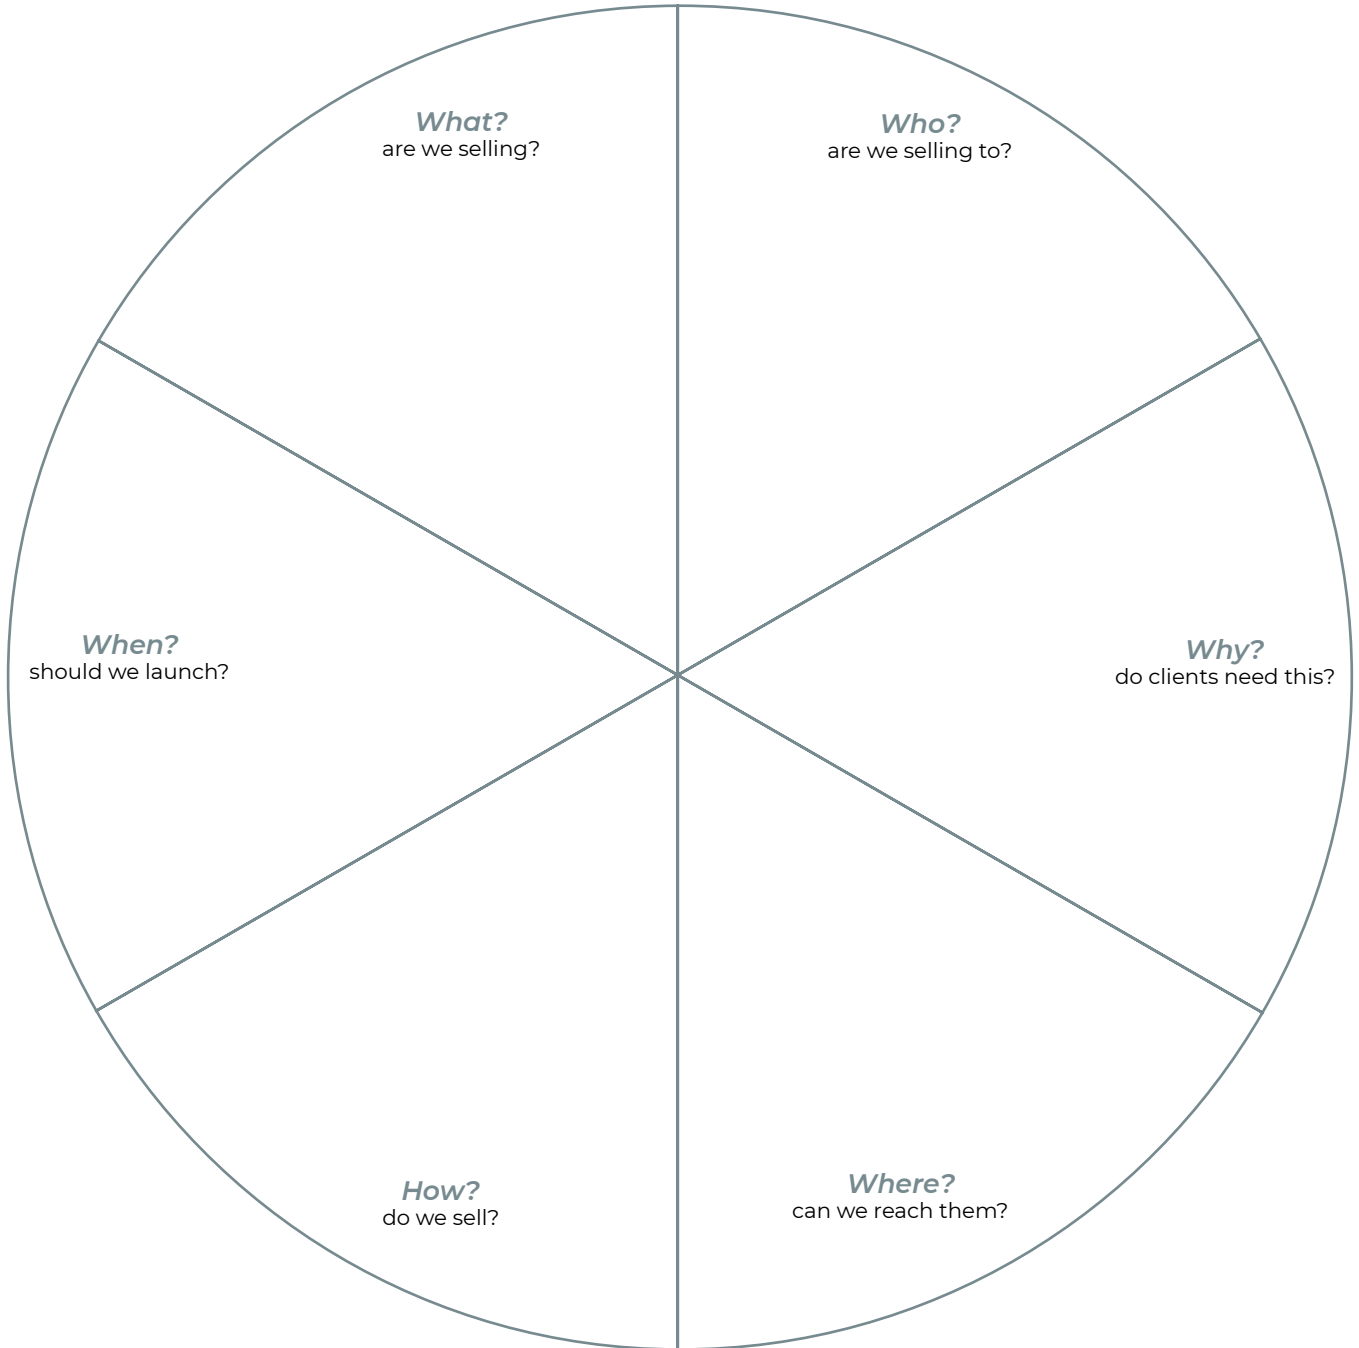 What?
are we selling?
Who?
are we selling to?
When?
should we launch?
Why?
do clients need this?
How?
do we sell?
Where?
can we reach them?